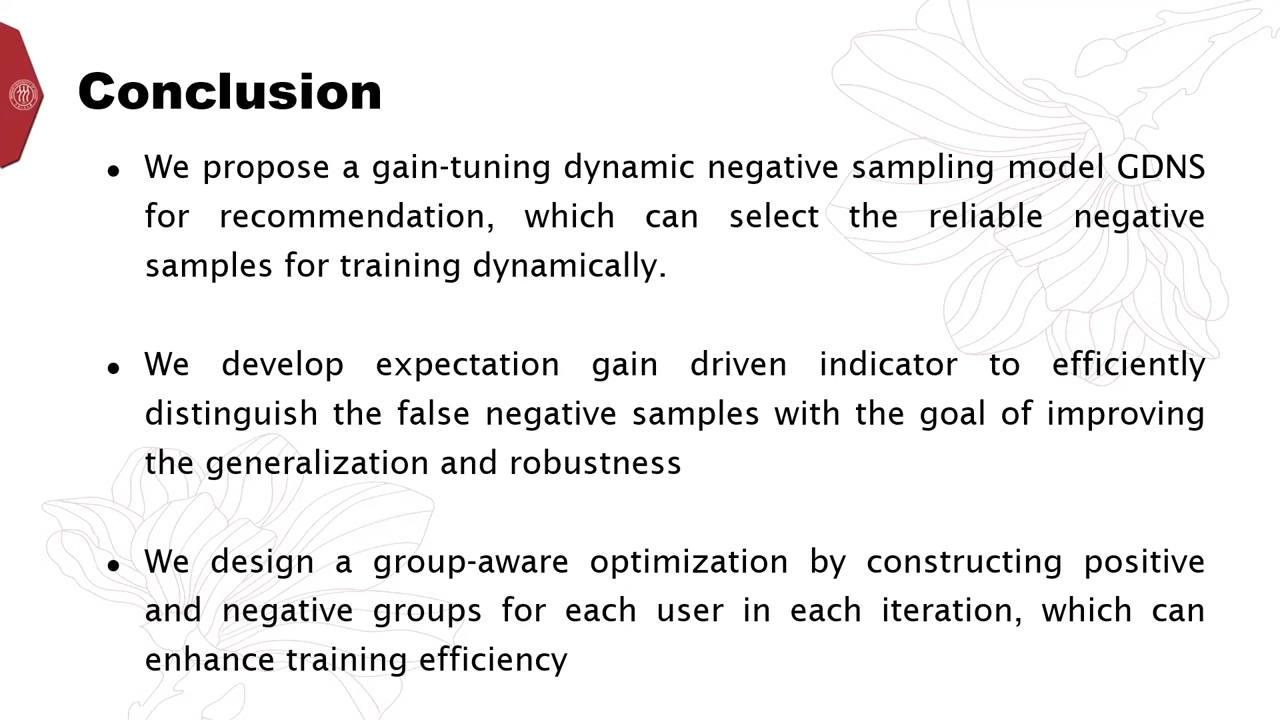 Conclusion
• We propose a gain-tuning dynamic negative sampling model GDNS
for recommendation, which can select the reliable negative
samples for training dynamically.
• We develop expectation gain driven indicator to efficiently
distinguish the false negative samples with the goal of improving
the generalization and robustness
• We design a group-aware optimization by constructing positive
and negative groups for each user in each iteration, which can
enhance training efficiency